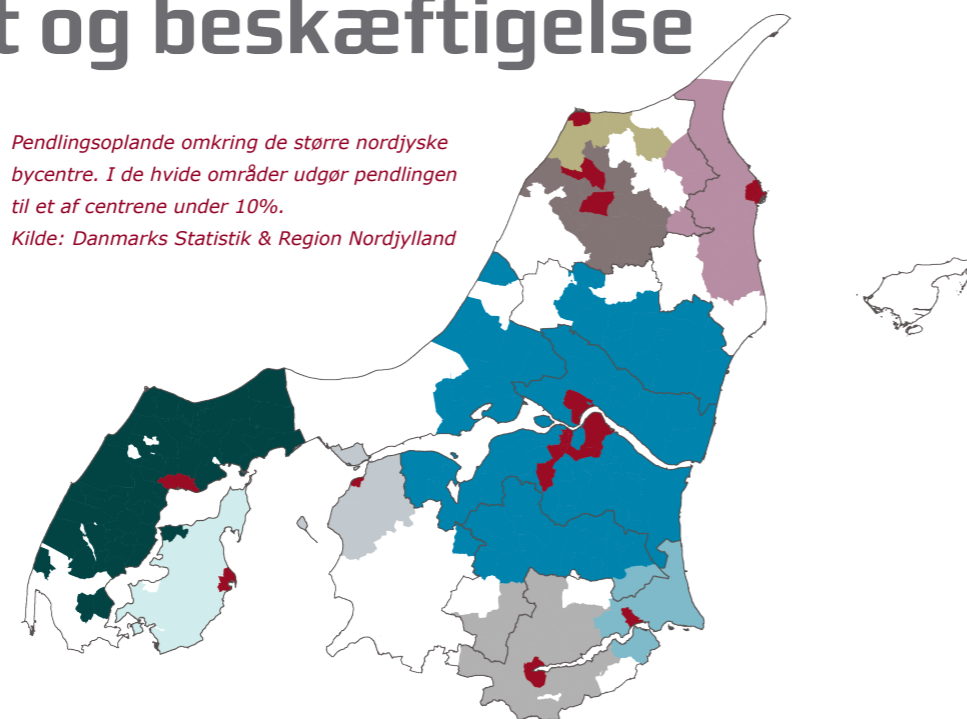 t og beskæftigelse
Pendlingsoplande omkring de større nordjyske
bycentre. I de hvide områder udgør pendlingen
til et af centrene under 10%.
Kilde: Danmarks Statistik & Region Nordjylland